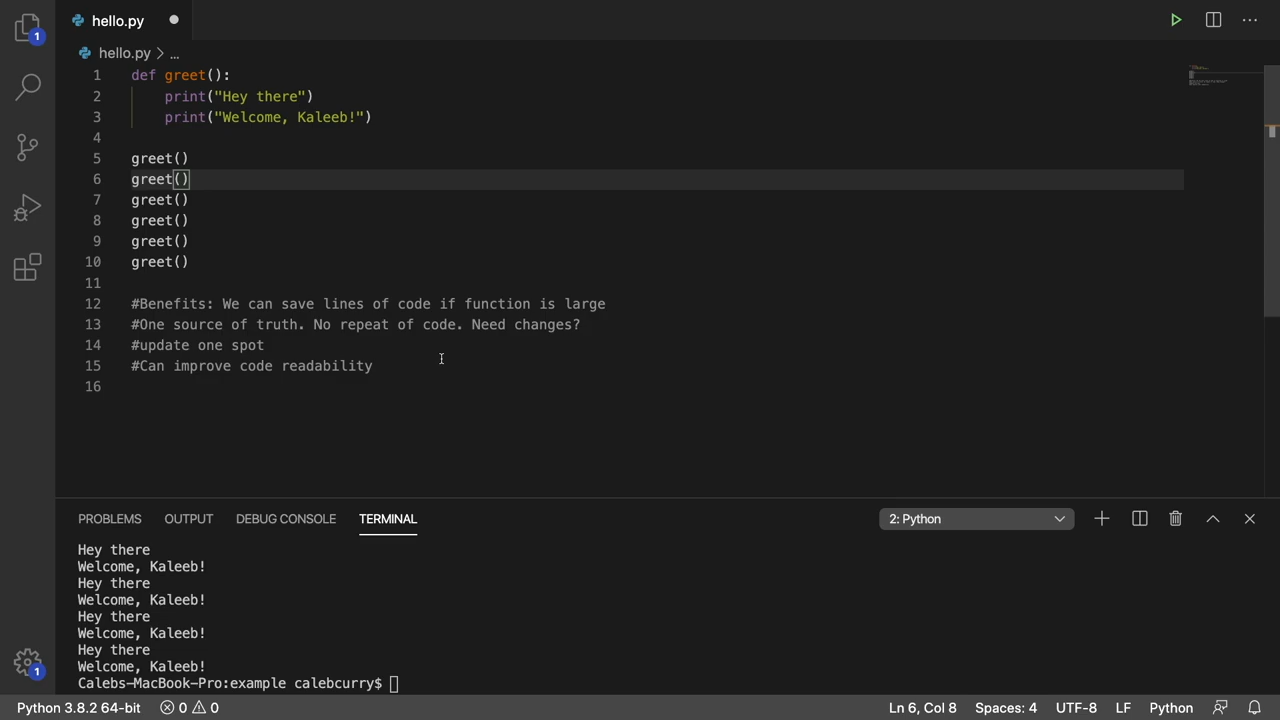 hello.py
1
hello.py > ...
1 def greet():
2     print("Hey there")
3     print("Welcome, Kaleeb!")
4
5 greet()
6 greet()
7 greet()
8 greet()
9 greet()
10 greet()
11
12 #Benefits: We can save lines of code if function is large
13 #One source of truth. No repeat of code. Need changes?
14 #update one spot
15 #Can improve code readability
16
PROBLEMS OUTPUT DEBUG CONSOLE TERMINAL 2: Python
Hey there
Welcome, Kaleeb!
Hey there
Welcome, Kaleeb!
Hey there
Welcome, Kaleeb!
Hey there
Welcome, Kaleeb!
Calebs-MacBook-Pro:example calebcurry$
1
Python 3.8.2 64-bit 0 0 Ln 6, Col 8 Spaces: 4 UTF-8 LF Python